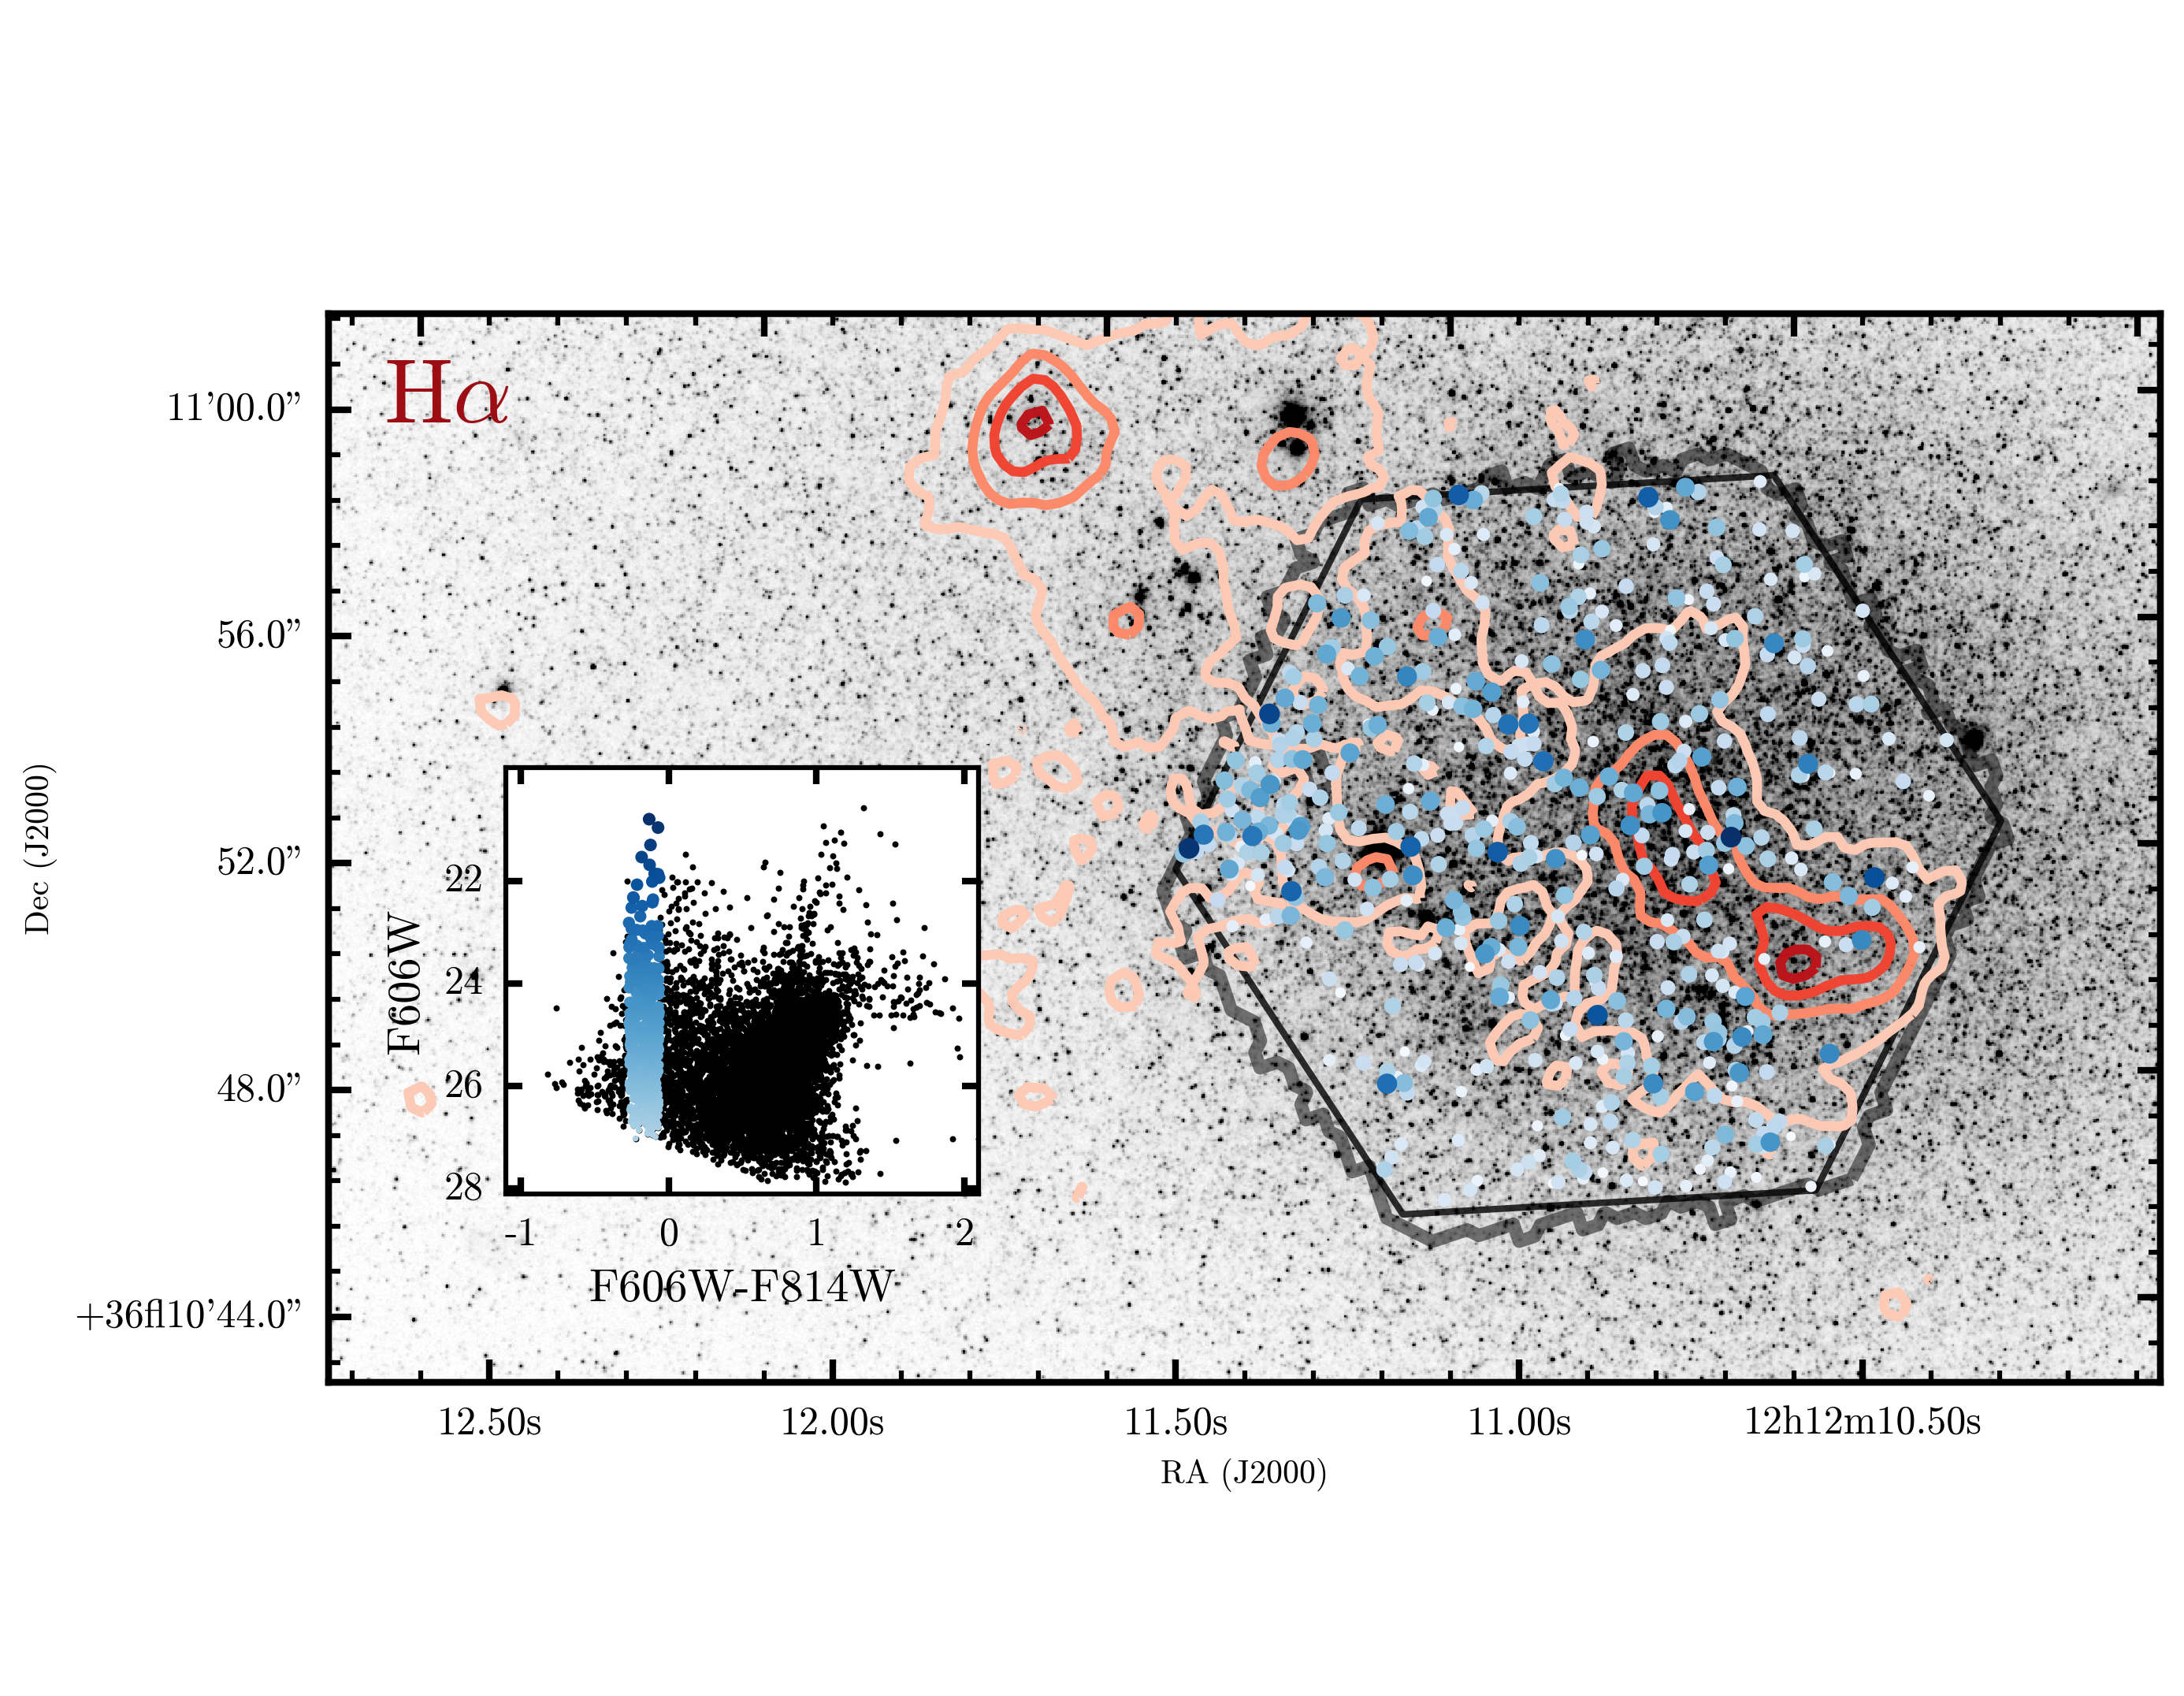 Hα
11’00.0”
56.0”
52.0”
48.0”
+36fl10’44.0”
Dec (J2000)
12.50s
12.00s
11.50s
11.00s
12h12m10.50s
RA (J2000)
F606W
22
24
26
28
-1
0
1
2
F606W-F814W